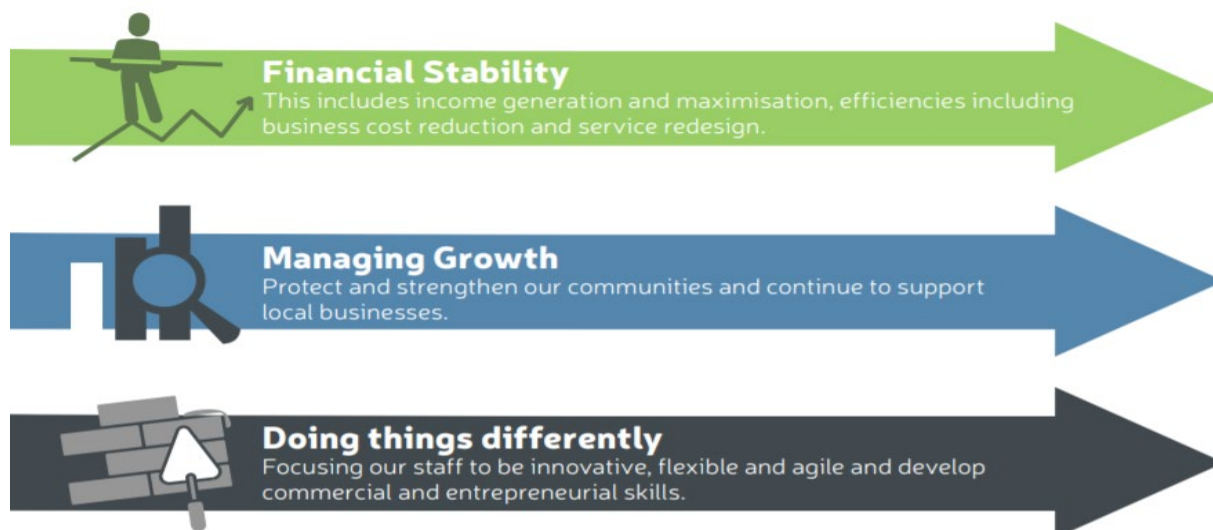 Financial Stability
This includes income generation and maximisation, efficiencies including
business cost reduction and service redesign.
Managing Growth
Protect and strengthen our communities and continue to support
local businesses.
Doing things differently
Focusing our staff to be innovative, flexible and agile and develop
commercial and entrepreneurial skills.